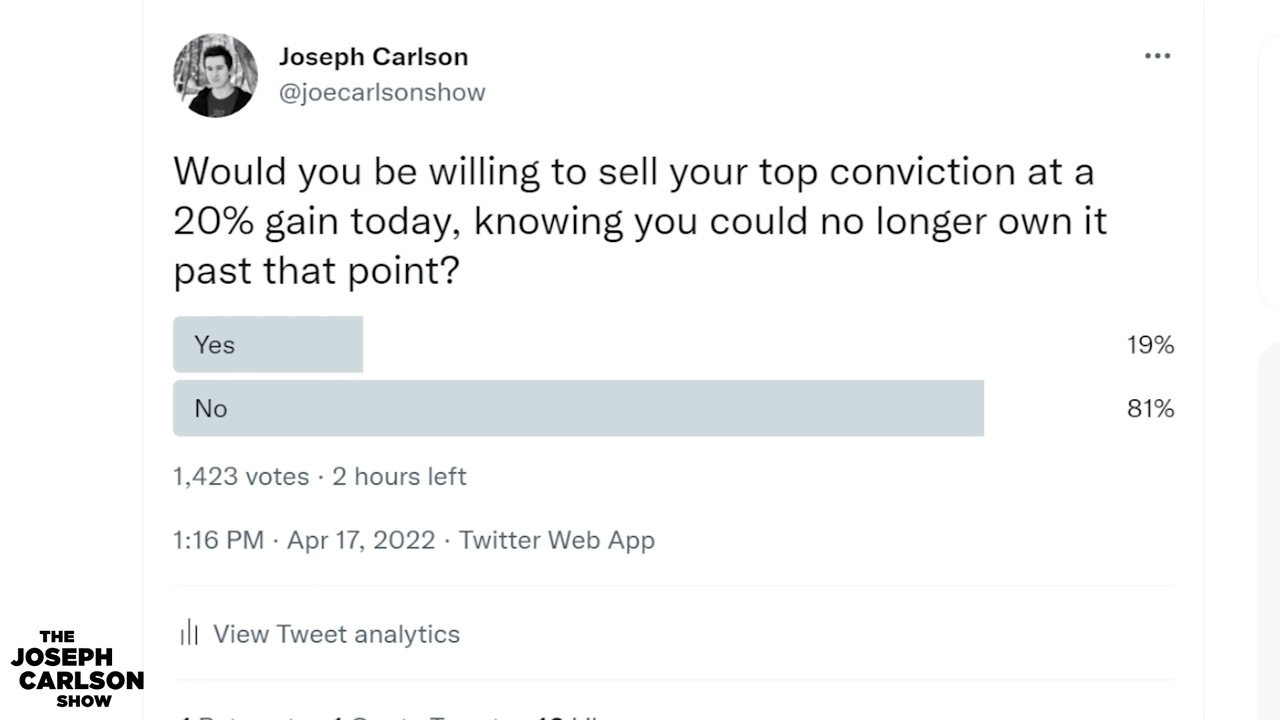 Joseph Carlson
@joecarlsonshow
Would you be willing to sell your top conviction at a
20% gain today, knowing you could no longer own it
past that point?
Yes 19%
No 81%
1,423 votes · 2 hours left
1:16 PM · Apr 17, 2022 · Twitter Web App
View Tweet analytics
THE
JOSEPH
CARLSON
SHOW